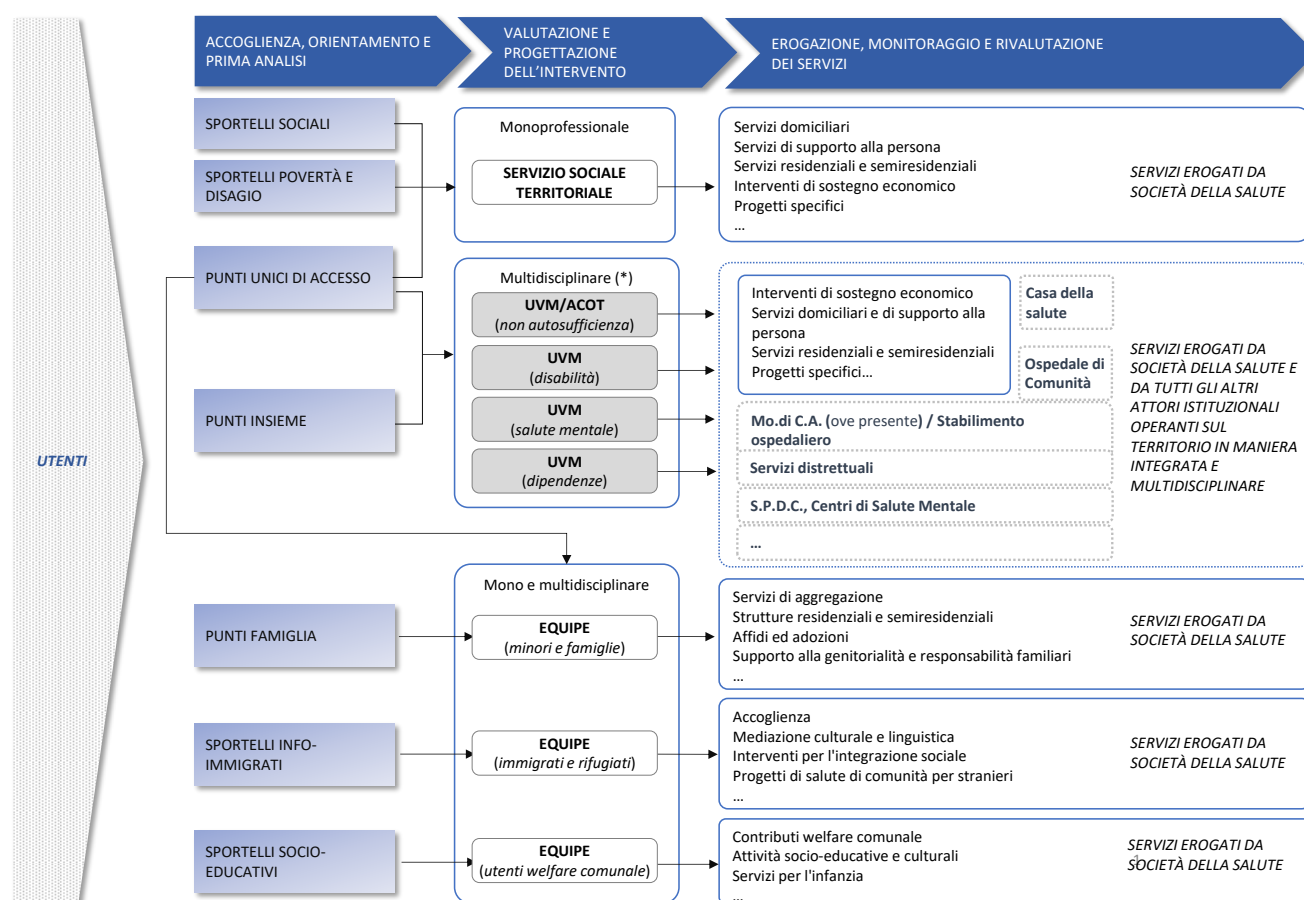 ACCOGLIENZA, ORIENTAMENTO E
PRIMA ANALISI
VALUTAZIONE E
PROGETTAZIONE
DELL'INTERVENTO
EROGAZIONE, MONITORAGGIO E RIVALUTAZIONE
DEI SERVIZI
UTENTI
SPORTELLI SOCIALI
SPORTELLI POVERTÀ E
DISAGIO
PUNTI UNICI DI ACCESSO
PUNTI INSIEME
PUNTI FAMIGLIA
SPORTELLI INFO-
IMMIGRATI
SPORTELLI SOCIO-
EDUCATIVI
Monoprofessionale
SERVIZIO SOCIALE
TERRITORIALE
Multidisciplinare (*)
UVM/ACOT
(non autosufficienza)
UVM
(disabilità)
UVM
(salute mentale)
UVM
(dipendenze)
Mono e multidisciplinare
EQUIPE
(minori e famiglie)
EQUIPE
(immigrati e rifugiati)
EQUIPE
(utenti welfare comunale)
Servizi domiciliari
Servizi di supporto alla persona
Servizi residenziali e semiresidenziali
Interventi di sostegno economico
Progetti specifici
…
SERVIZI EROGATI DA
SOCIETÀ DELLA SALUTE
Interventi di sostegno economico
Servizi domiciliari e di supporto alla
persona
Servizi residenziali e semiresidenziali
Progetti specifici…
Casa della
salute
Ospedale di
Comunità
Mo.di C.A. (ove presente) / Stabilimento
ospedaliero
Servizi distrettuali
S.P.D.C., Centri di Salute Mentale
…
SERVIZI EROGATI DA
SOCIETÀ DELLA SALUTE E
DA TUTTI GLI ALTRI
ATTORI ISTITUZIONALI
OPERANTI SUL
TERRITORIO IN MANIERA
INTEGRATA E
MULTIDISCIPLINARE
Servizi di aggregazione
Strutture residenziali e semiresidenziali
Affidi ed adozioni
Supporto alla genitorialità e responsabilità familiari
…
SERVIZI EROGATI DA
SOCIETÀ DELLA SALUTE
Accoglienza
Mediazione culturale e linguistica
Interventi per l'integrazione sociale
Progetti di salute di comunità per stranieri
…
SERVIZI EROGATI DA
SOCIETÀ DELLA SALUTE
Contributi welfare comunale
Attività socio-educative e culturali
Servizi per l'infanzia
…
SERVIZI EROGATI DA
SOCIETÀ DELLA SALUTE